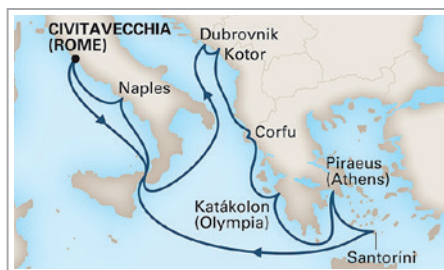 CIVITAVECCHIA
(ROME)
Dubrovnik
Kotor
Naples
Corfu
Piraeus
(Athens)
Katákolon
(Olympia)
Santorini